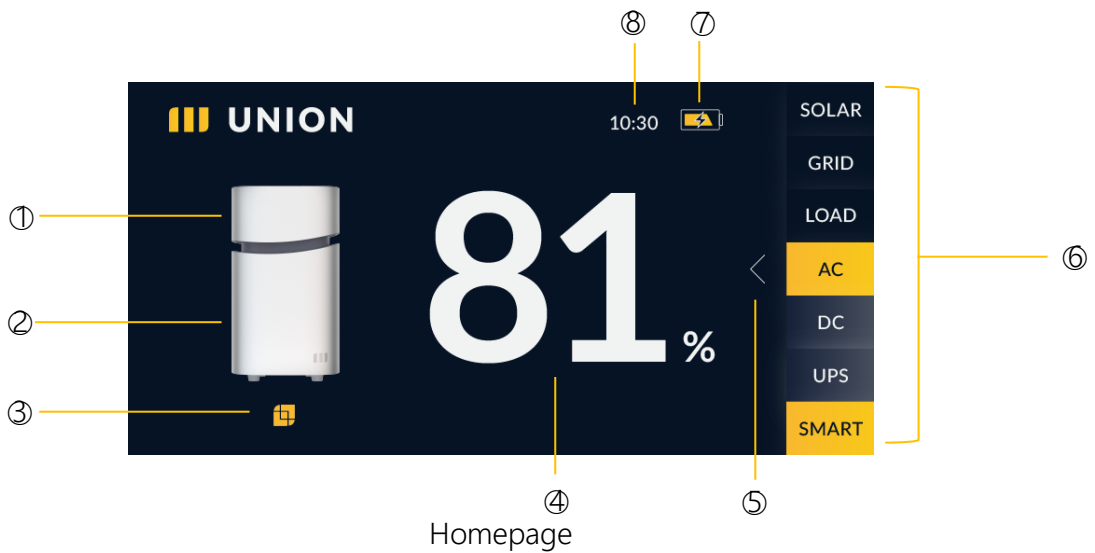 ⑧ ⑦
UNION
10:30
SOLAR
GRID
LOAD
AC
DC
UPS
SMART
81%
①
②
③
④
⑤
⑥
Homepage